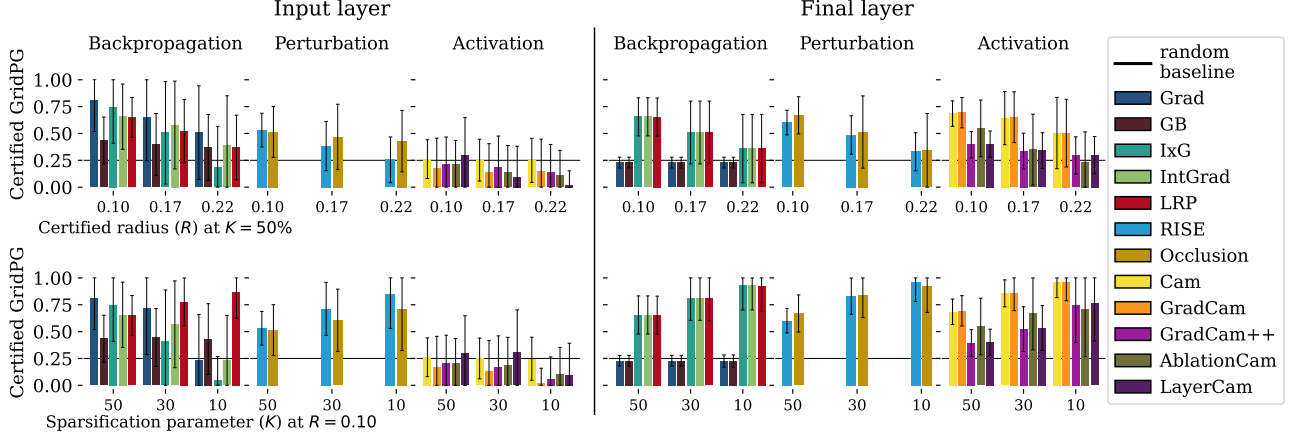 Input layer
Final layer
Backpropagation Perturbation Activation
Backpropagation Perturbation Activation
Certified GridPG
1.00
0.75
0.50
0.25
0.00
0.10 0.17 0.22 0.10 0.17 0.22 0.10 0.17 0.22
0.10 0.17 0.22 0.10 0.17 0.22 0.10 0.17 0.22
Certified radius (R) at K = 50%
Certified GridPG
1.00
0.75
0.50
0.25
0.00
50 30 10 50 30 10 50 30 10
50 30 10 50 30 10 50 30 10
Sparsification parameter (K) at R = 0.10
random
baseline
Grad
GB
IxG
IntGrad
LRP
RISE
Occlusion
Cam
GradCam
GradCam++
AblationCam
LayerCam